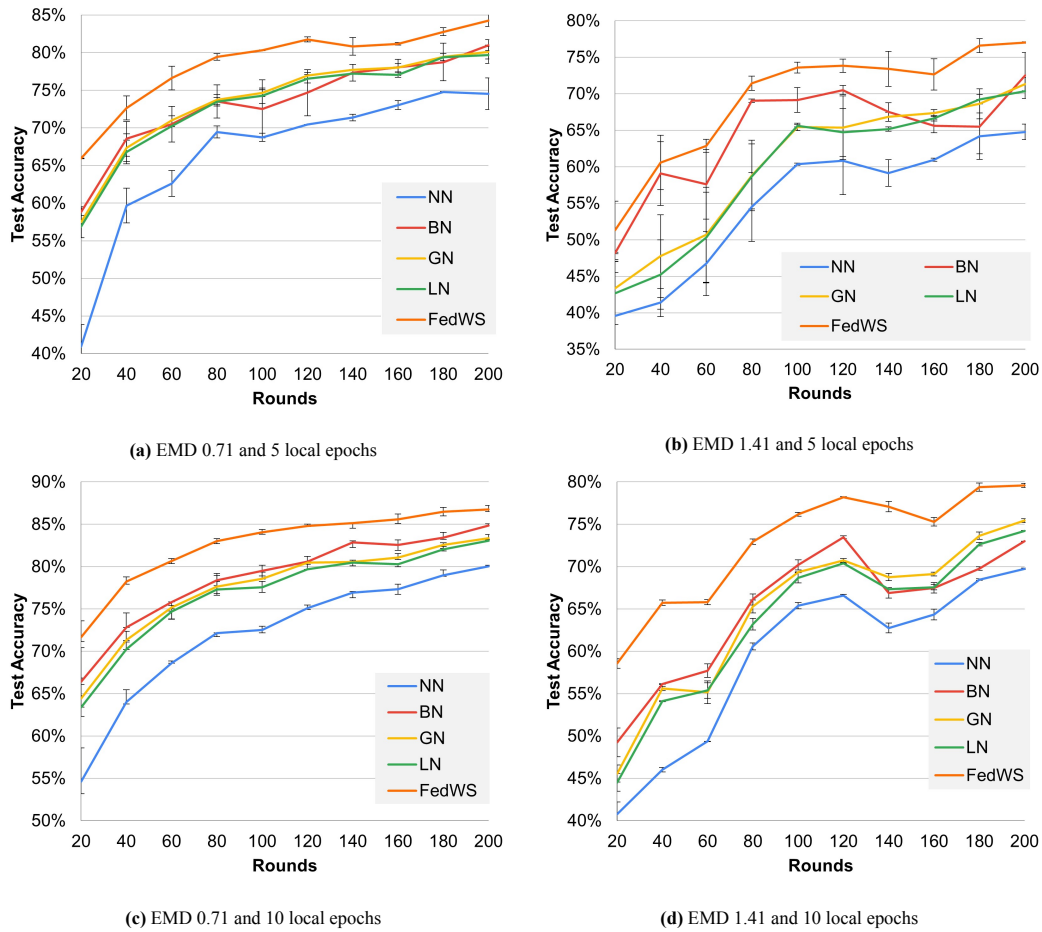 85%
80%
75%
70%
65%
60%
55%
50%
45%
40%
Test Accuracy
NN
BN
GN
LN
FedWS
20 40 60 80 100 120 140 160 180 200
Rounds
(a) EMD 0.71 and 5 local epochs
80%
75%
70%
65%
60%
55%
50%
45%
40%
35%
Test Accuracy
NN BN
GN LN
FedWS
20 40 60 80 100 120 140 160 180 200
Rounds
(b) EMD 1.41 and 5 local epochs
90%
85%
80%
75%
70%
65%
60%
55%
50%
Test Accuracy
NN
BN
GN
LN
FedWS
20 40 60 80 100 120 140 160 180 200
Rounds
(c) EMD 0.71 and 10 local epochs
80%
75%
70%
65%
60%
55%
50%
45%
40%
Test Accuracy
NN
BN
GN
LN
FedWS
20 40 60 80 100 120 140 160 180 200
Rounds
(d) EMD 1.41 and 10 local epochs